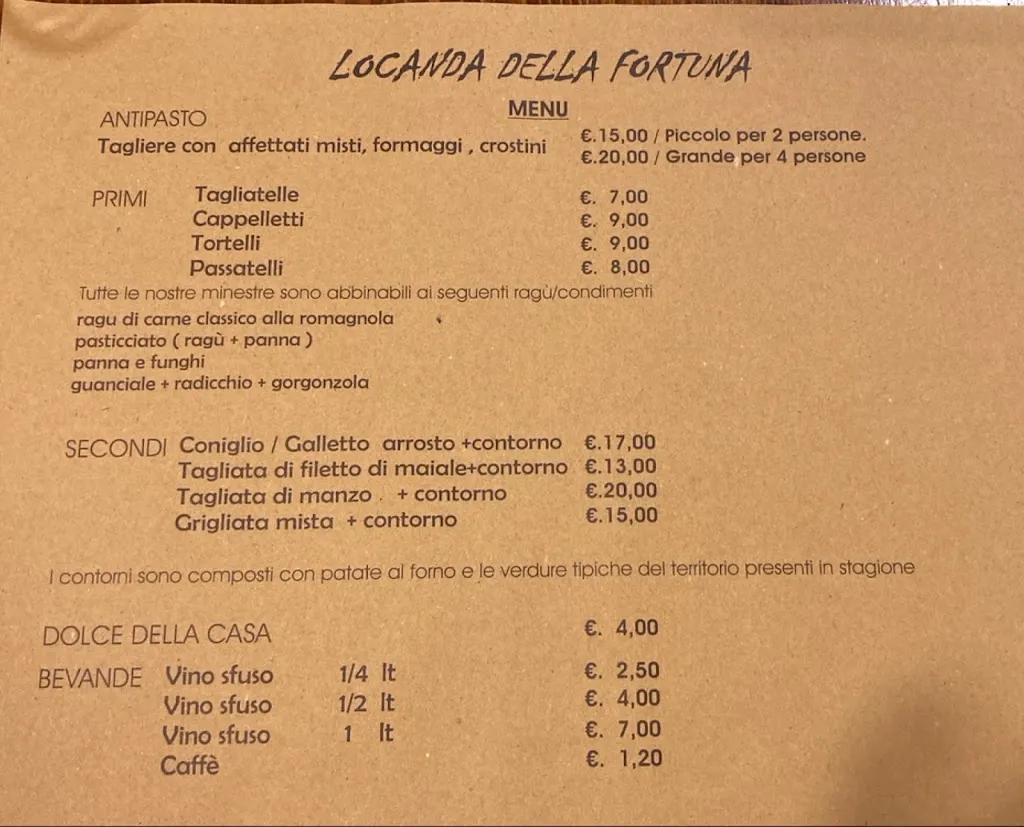 LOCANDA DELLA FORTUNA
MENU
ANTIPASTO
Tagliere con affettati misti, formaggi , crostini €.15,00 / Piccolo per 2 persone.
€.20,00 / Grande per 4 persone
PRIMI Tagliatelle €. 7,00
Cappelletti €. 9,00
Tortelli €. 9,00
Passatelli €. 8,00
Tutte le nostre minestre sono abbinabili ai seguenti ragù/condimenti
ragu di carne classico alla romagnola
pasticciato ( ragù + panna )
panna e funghi
guanciale + radicchio + gorgonzola
SECONDI Coniglio / Galletto arrosto +contorno €.17,00
Tagliata di filetto di maiale+contorno €.13,00
Tagliata di manzo . + contorno €.20,00
Grigliata mista + contorno €.15,00
I contorni sono composti con patate al forno e le verdure tipiche del territorio presenti in stagione
DOLCE DELLA CASA €. 4,00
BEVANDE Vino sfuso 1/4 lt €. 2,50
Vino sfuso 1/2 lt €. 4,00
Vino sfuso 1 lt €. 7,00
Caffè €. 1,20